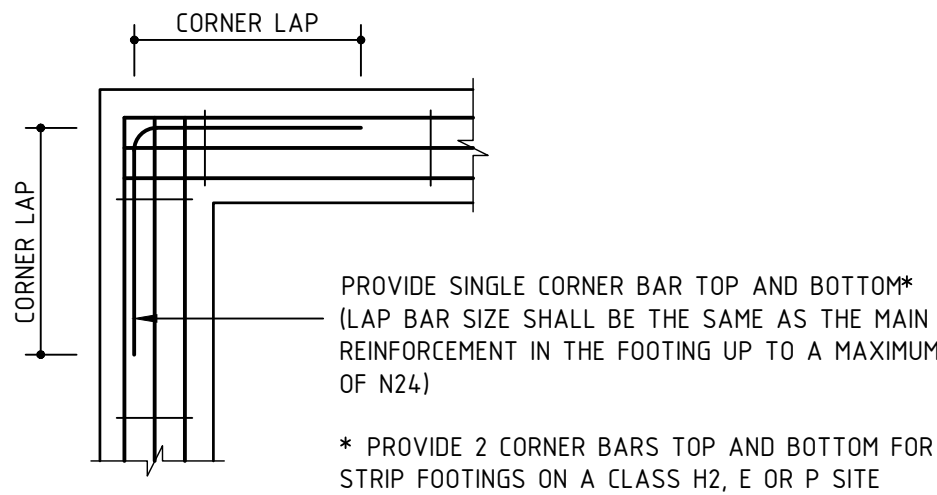 CORNER LAP
CORNER LAP
PROVIDE SINGLE CORNER BAR TOP AND BOTTOM*
(LAP BAR SIZE SHALL BE THE SAME AS THE MAIN
REINFORCEMENT IN THE FOOTING UP TO A MAXIMUM
OF N24)
* PROVIDE 2 CORNER BARS TOP AND BOTTOM FOR
STRIP FOOTINGS ON A CLASS H2, E OR P SITE